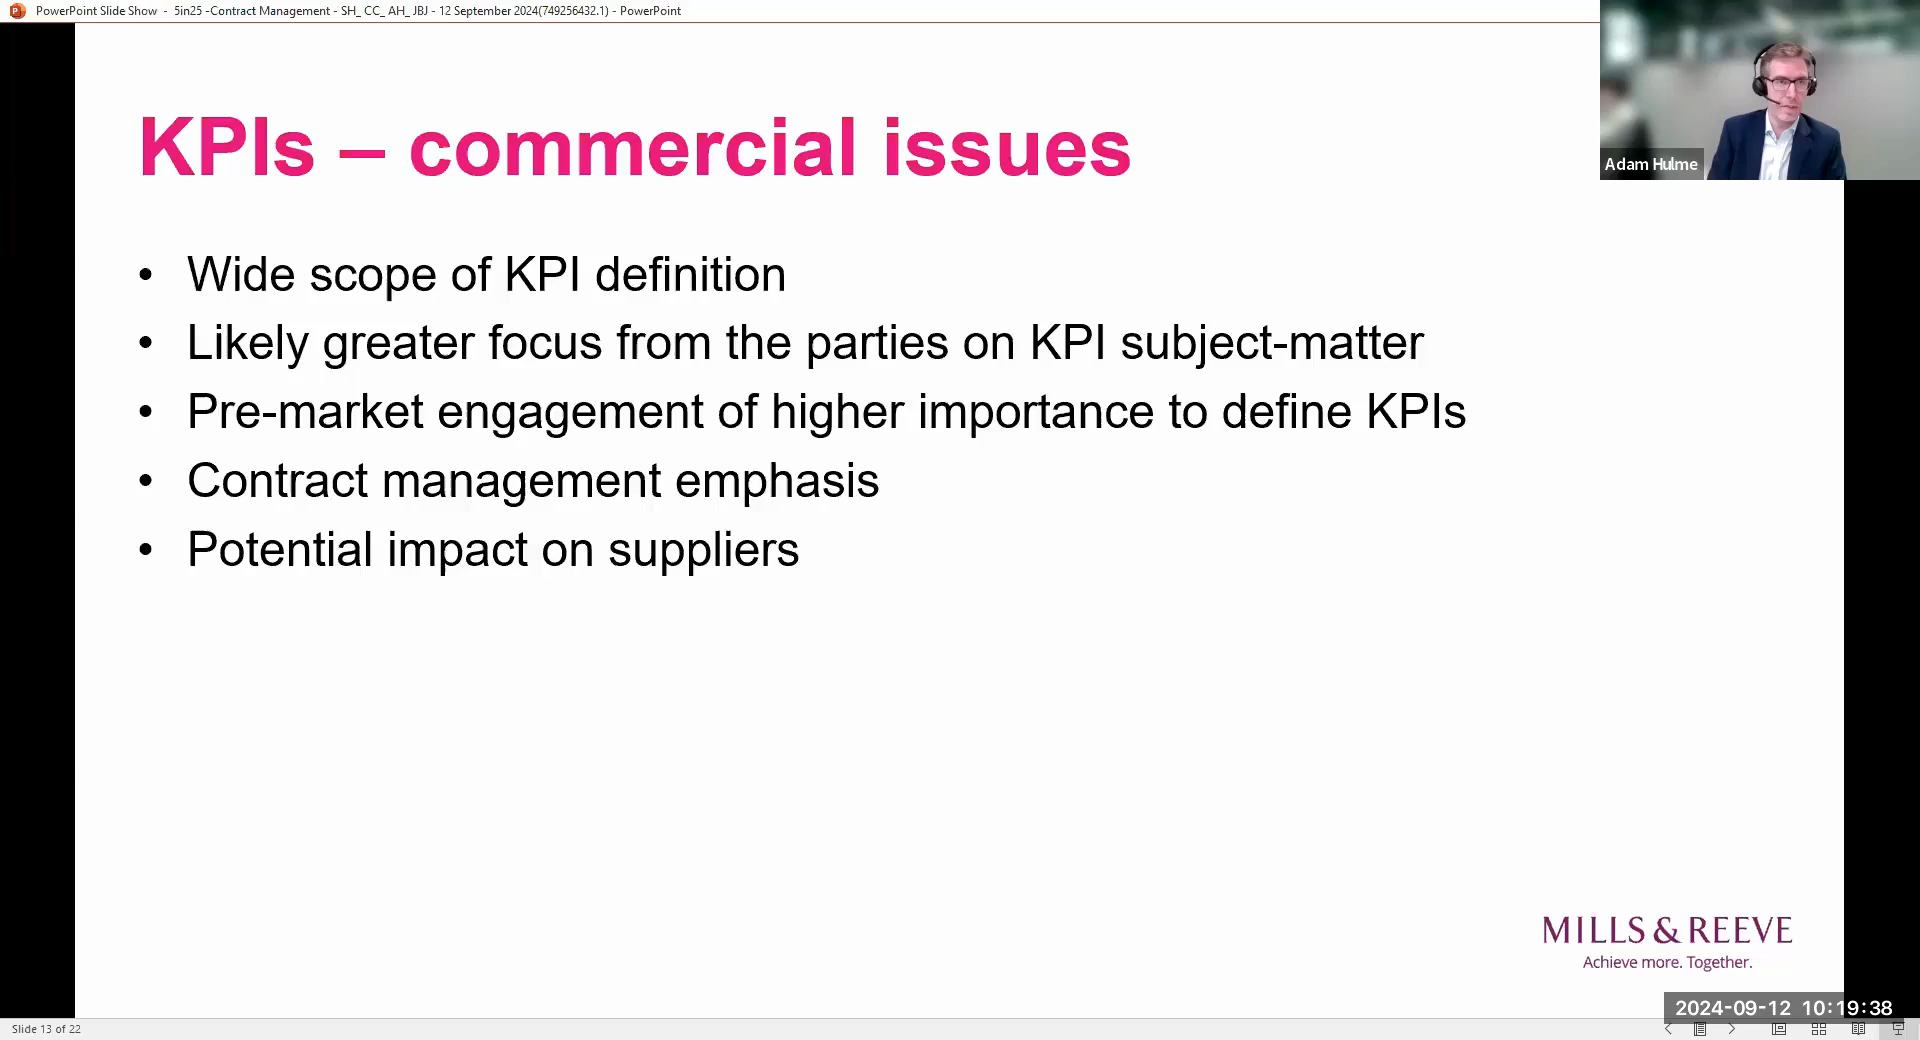 PowerPoint Slide Show - 5in25 -Contract Management - SH_ CC_ AH_ JBJ - 12 September 2024(749256432.1) - PowerPoint
Adam Hulme
KPIs – commercial issues
• Wide scope of KPI definition
• Likely greater focus from the parties on KPI subject-matter
• Pre-market engagement of higher importance to define KPIs
• Contract management emphasis
• Potential impact on suppliers
MILLS & REEVE
Achieve more. Together.
2024-09-12 10:19:38
Slide 13 of 22